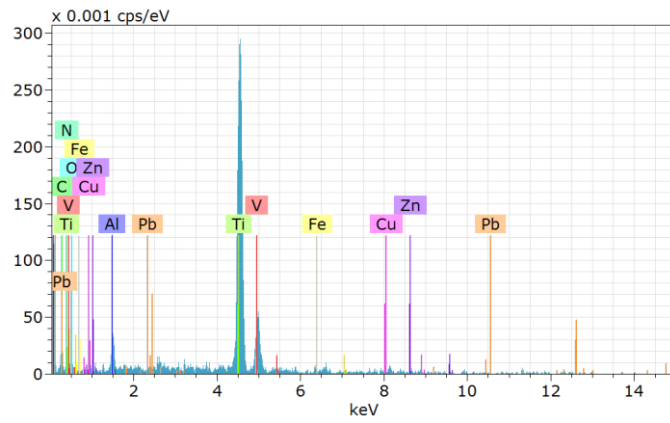 x 0.001 cps/eV
300
250
200
150
100
50
0
N
Fe
O Zn
C Cu
V
Ti Al Pb Ti V Fe Cu Zn Pb
Pb
2 4 6 8 10 12 14
keV